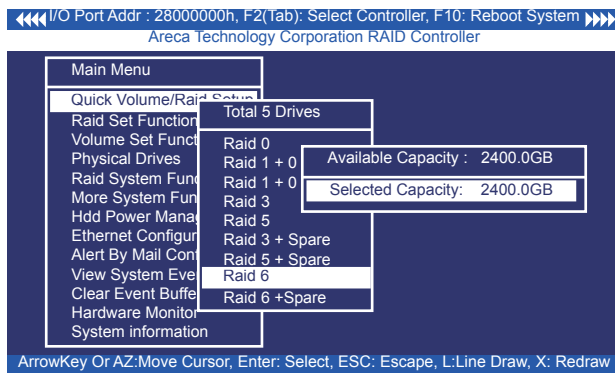 I/O Port Addr : 28000000h, F2(Tab): Select Controller, F10: Reboot System
Areca Technology Corporation RAID Controller
Main Menu
Quick Volume/Raid Setup
Raid Set Function
Volume Set Funct
Physical Drives
Raid System Fun
More System Fun
Hdd Power Mana
Ethernet Configur
Alert By Mail Con
View System Eve
Clear Event Buffe
Hardware Monitor
System information
Total 5 Drives
Raid 0
Raid 1 + 0
Raid 1 + 0
Raid 3
Raid 5
Raid 3 + Spare
Raid 5 + Spare
Raid 6
Raid 6 +Spare
Available Capacity : 2400.0GB
Selected Capacity: 2400.0GB
ArrowKey Or AZ:Move Cursor, Enter: Select, ESC: Escape, L:Line Draw, X: Redraw